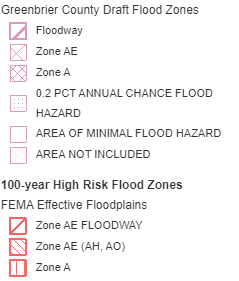 Greenbrier County Draft Flood Zones
Floodway
Zone AE
Zone A
0.2 PCT ANNUAL CHANCE FLOOD
HAZARD
AREA OF MINIMAL FLOOD HAZARD
AREA NOT INCLUDED
100-year High Risk Flood Zones
FEMA Effective Floodplains
Zone AE FLOODWAY
Zone AE (AH, AO)
Zone A